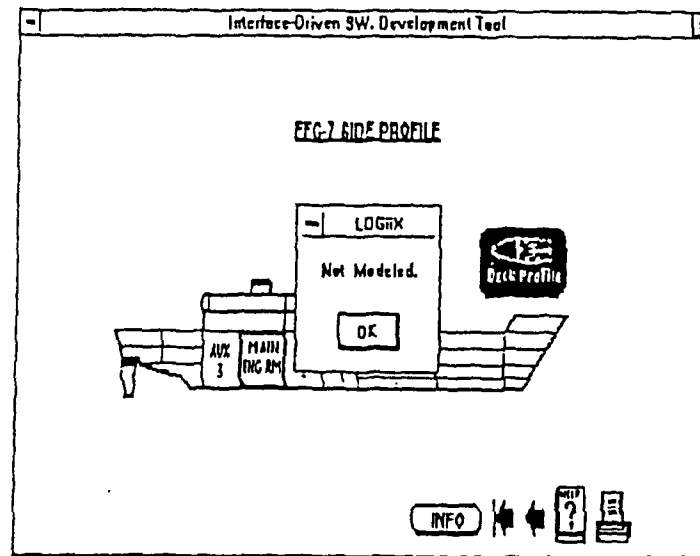 Interface-Driven SW. Development Tool
FFG-7 SIDE PROFILE
LOGiiX
Not Modeled.
OK
Deck Profile
AUX
3
MAIN
ENG RM
INFO
HELP
?